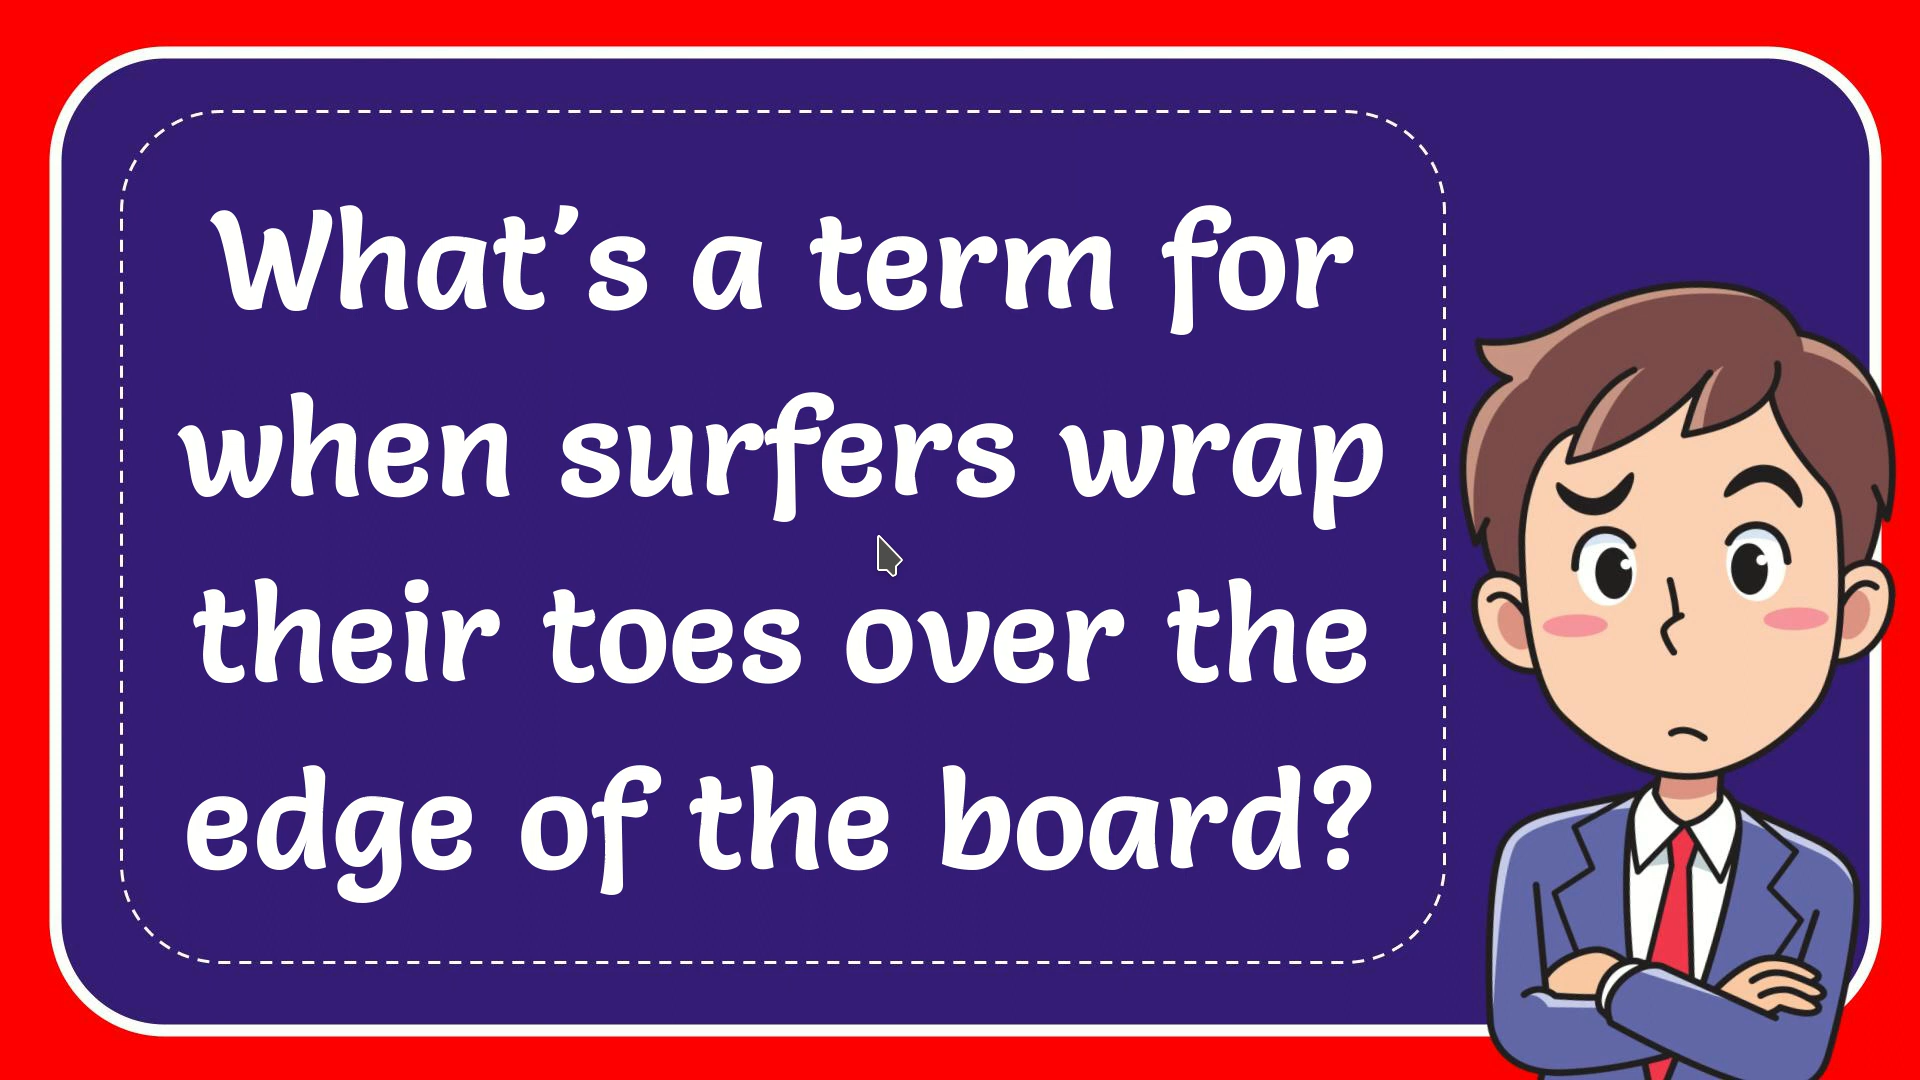 What's a term for
when surfers wrap
their toes over the
edge of the board?